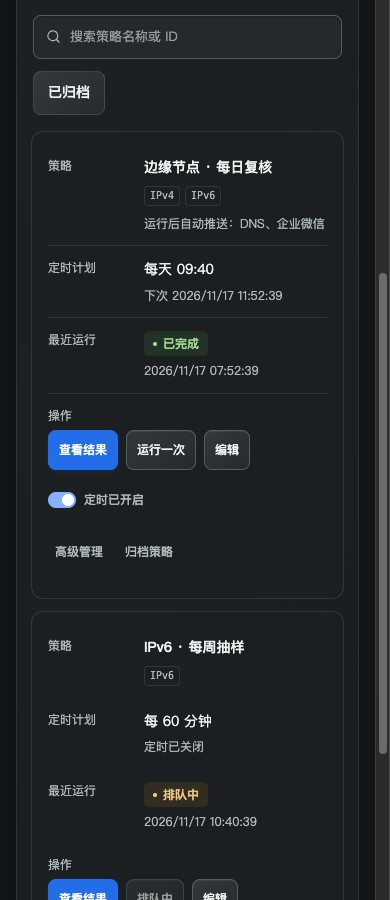 搜索策略名称或 ID
已归档
策略
边缘节点 · 每日复核
IPv4 IPv6
运行后自动推送：DNS、企业微信
定时计划
每天 09:40
下次 2026/11/17 11:52:39
最近运行
已完成
2026/11/17 07:52:39
操作
查看结果 运行一次 编辑
定时已开启
高级管理 归档策略
策略
IPv6 · 每周抽样
IPv6
定时计划
每 60 分钟
定时已关闭
最近运行
排队中
2026/11/17 10:40:39
操作
查看结果 排队中 编辑